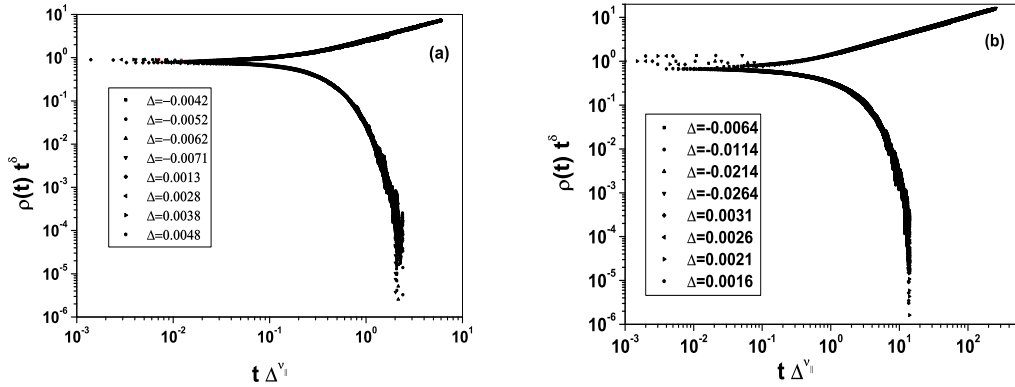 (a)
10^1
10^0
10^-1
10^-2
10^-3
10^-4
10^-5
10^-6
ρ(t) t^δ
Δ=−0.0042
Δ=−0.0052
Δ=−0.0062
Δ=−0.0071
Δ=0.0013
Δ=0.0028
Δ=0.0038
Δ=0.0048
10^-3
10^-2
10^-1
10^0
10^1
t Δ^ν||
(b)
10^1
10^0
10^-1
10^-2
10^-3
10^-4
10^-5
10^-6
ρ(t) t^δ
Δ=-0.0064
Δ=-0.0114
Δ=-0.0214
Δ=-0.0264
Δ=0.0031
Δ=0.0026
Δ=0.0021
Δ=0.0016
10^-3
10^-2
10^-1
10^0
10^1
10^2
t Δ^ν||